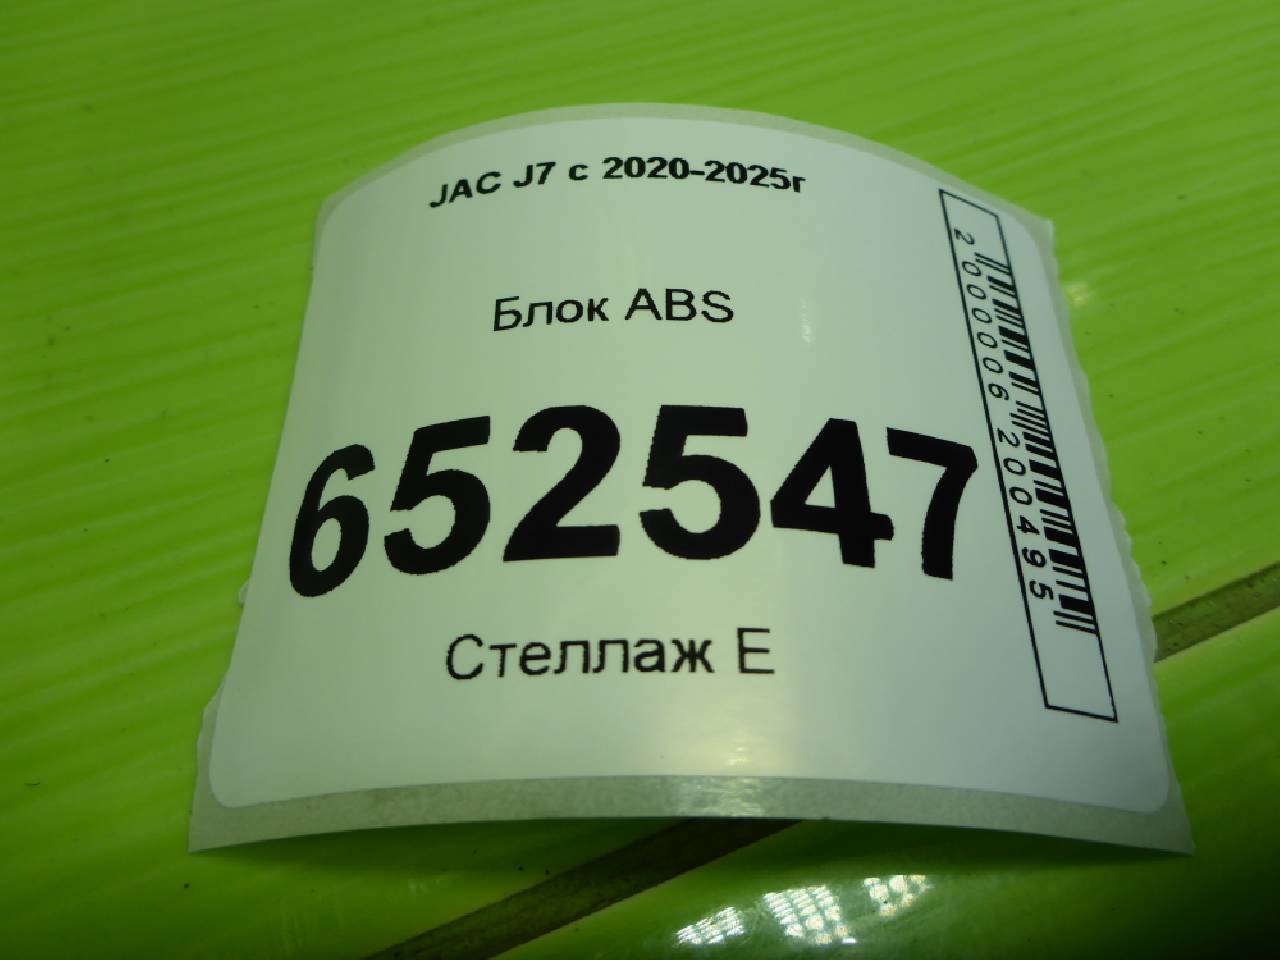 JAC J7 с 2020-2025г
Блок ABS
652547
Стеллаж Е
2000006200495